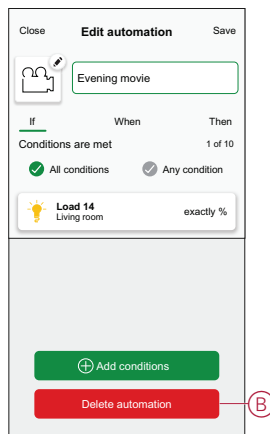 Close Edit automation Save
Evening movie
If When Then
Conditions are met 1 of 10
All conditions Any condition
Load 14
Living room exactly %
Add conditions
Delete automation B